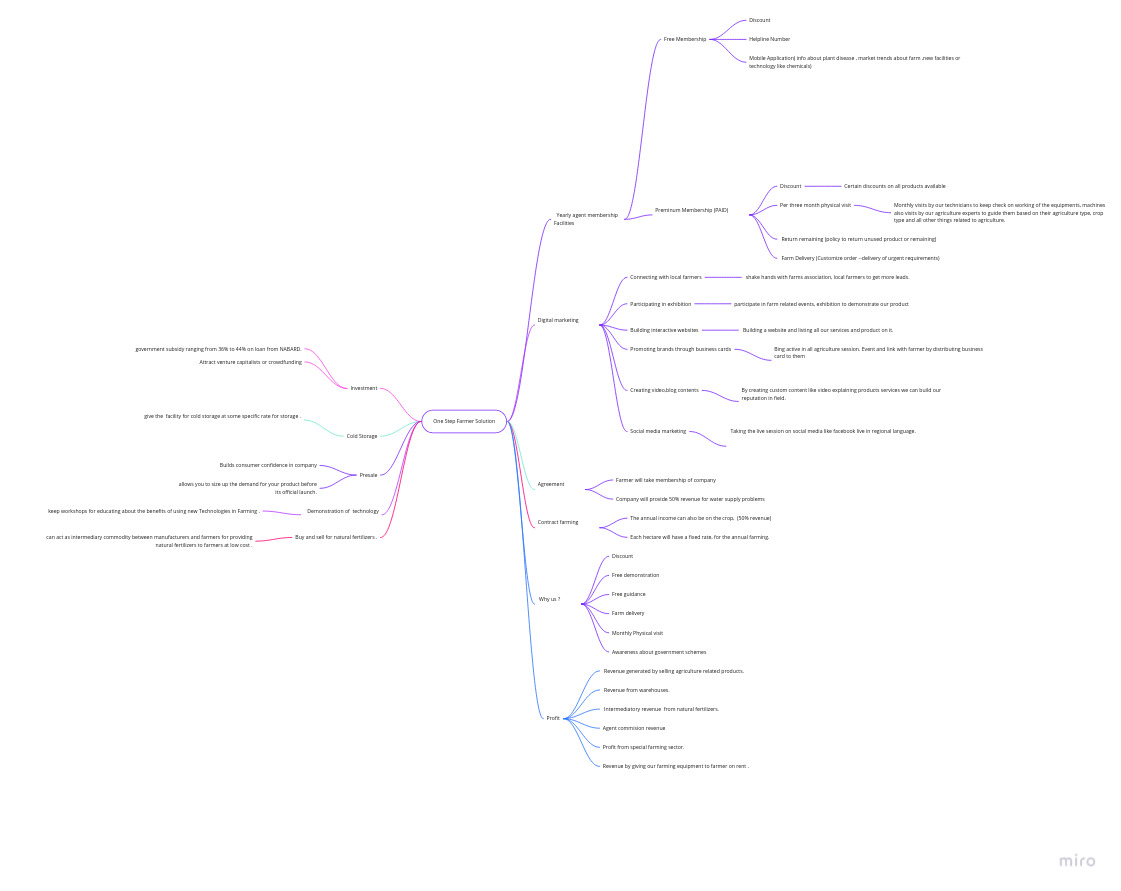 Discount
Free Membership
Helpline Number
Mobile Application( info about plant disease , market trends about farm ,new facilities or
technology like chemicals)
Yearly agent membership
Facilities
Preminum Membership [PAID]
Discount
Certain discounts on all products available
Per three month physical visit
Monthly visits by our technicians to keep check on working of the equipments, machines
also visits by our agriculture experts to guide them based on their agriculture type, crop
type and all other things related to agriculture.
Return remaining [policy to return unused product or remaining]
Farm Delivery [Customize order --delivery of urgent requirements]
Digital marketing
Connecting with local farmers
shake hands with farms association, local farmers to get more leads.
Participating in exhibition
participate in farm related events, exhibition to demonstrate our product
Building interactive websites
Building a website and listing all our services and product on it.
Promoting brands through business cards
Bing active in all agriculture session. Event and link with farmer by distributing business
card to them
Creating video,blog contents
By creating custom content like video explaining products services we can build our
reputation in field.
Social media marketing
Taking the live session on social media like facebook live in regional language.
government subsidy ranging from 36% to 44% on loan from NABARD.
Attract venture capitalists or crowdfunding
Investment
give the facility for cold storage at some specific rate for storage .
Cold Storage
Builds consumer confidence in company
allows you to size up the demand for your product before
its official launch.
Presale
keep workshops for educating about the benefits of using new Technologies in Farming .
Demonstration of technology
can act as intermediary commodity between manufacturers and farmers for providing
natural fertilizers to farmers at low cost .
Buy and sell for natural fertilizers .
One Step Farmer Solution
Agreement
Farmer will take membership of company
Company will provide 50% revenue for water supply problems
Contract farming
The annual income can also be on the crop, (50% revenue)
Each hectare will have a fixed rate. for the annual farming.
Why us ?
Discount
Free demonstration
Free guidance
Farm delivery
Monthly Physical visit
Awareness about government schemes
Profit
Revenue generated by selling agriculture related products.
Revenue from warehouses.
Intermediatory revenue from natural fertilizers.
Agent commision revenue
Profit from special farming sector.
Revenue by giving our farming equipment to farmer on rent .
miro